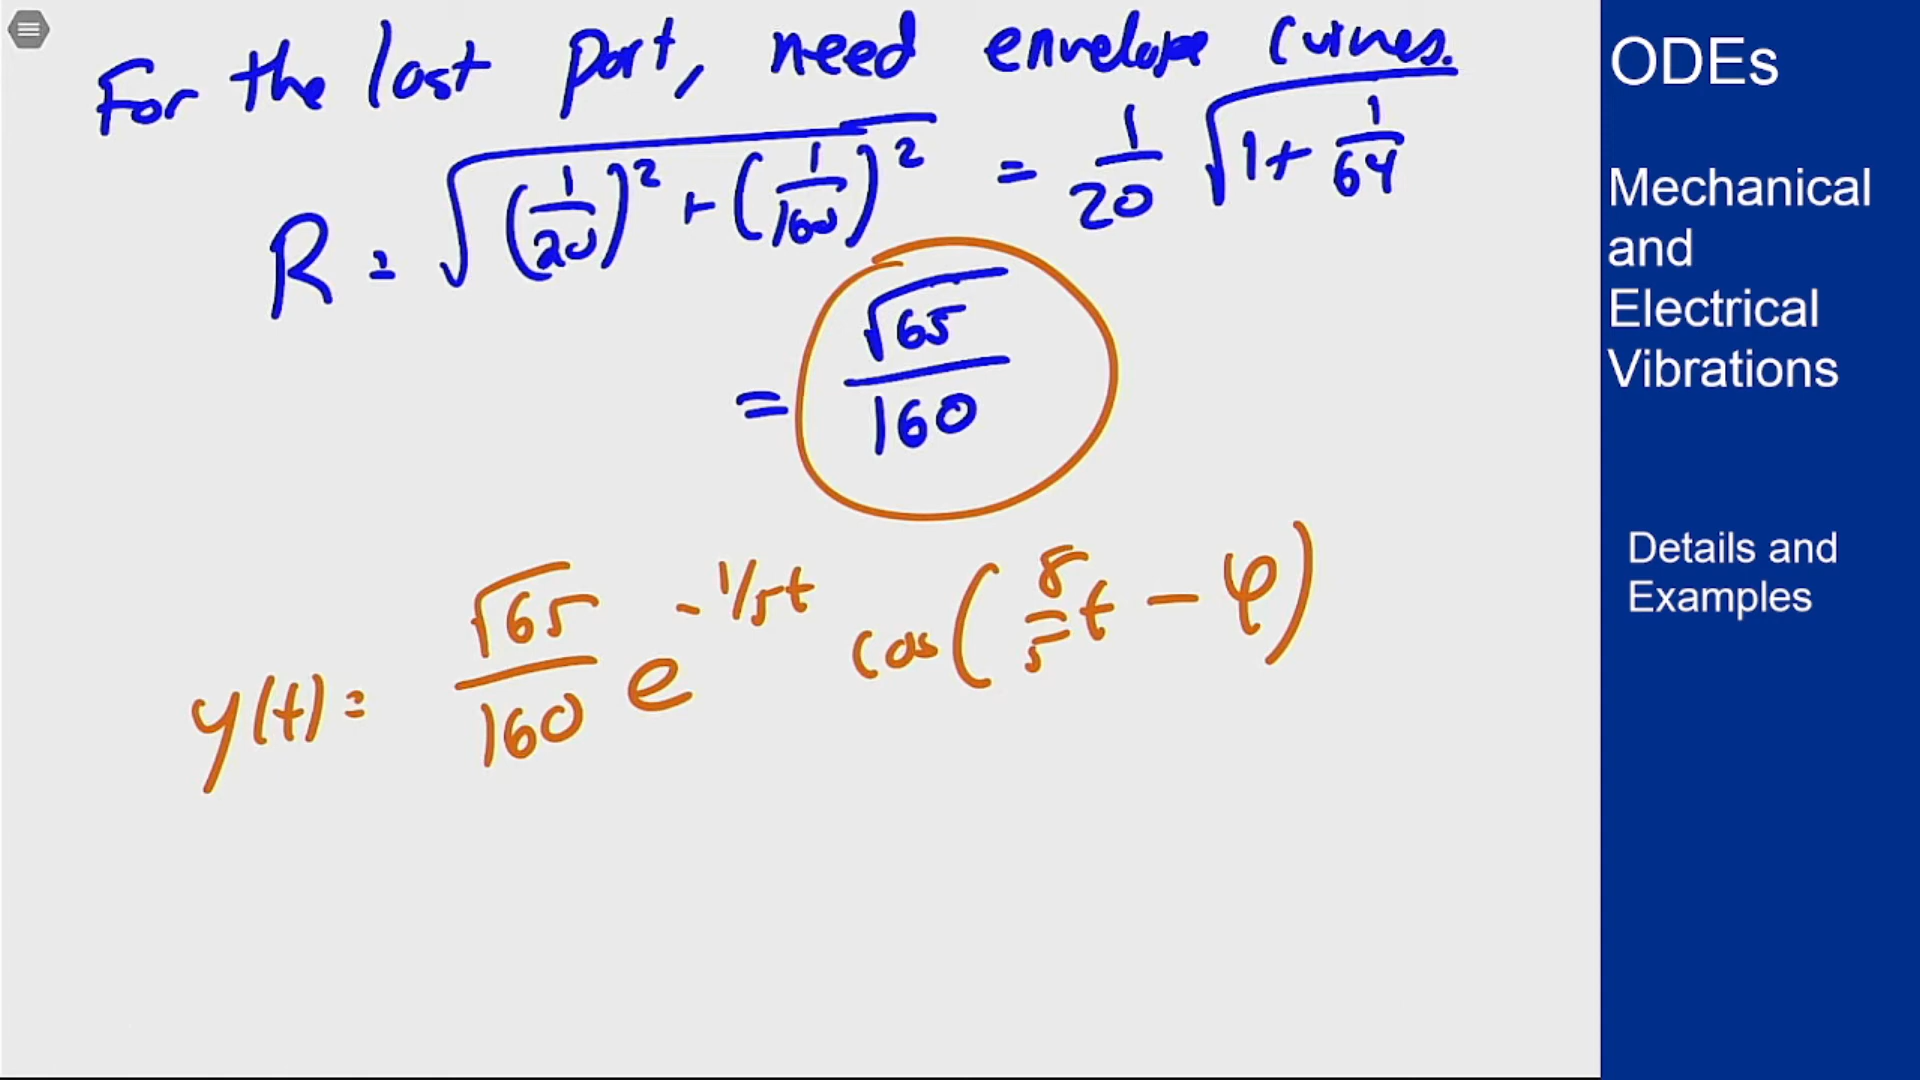 For the last part, need envelope curves.
R = √((1/20)² + (1/160)²) = 1/20 √(1 + 1/64)
= √65/160
y(t) = √65/160 e^(-1/5t) cos(8/5 t - φ)
ODEs
Mechanical
and
Electrical
Vibrations
Details and
Examples